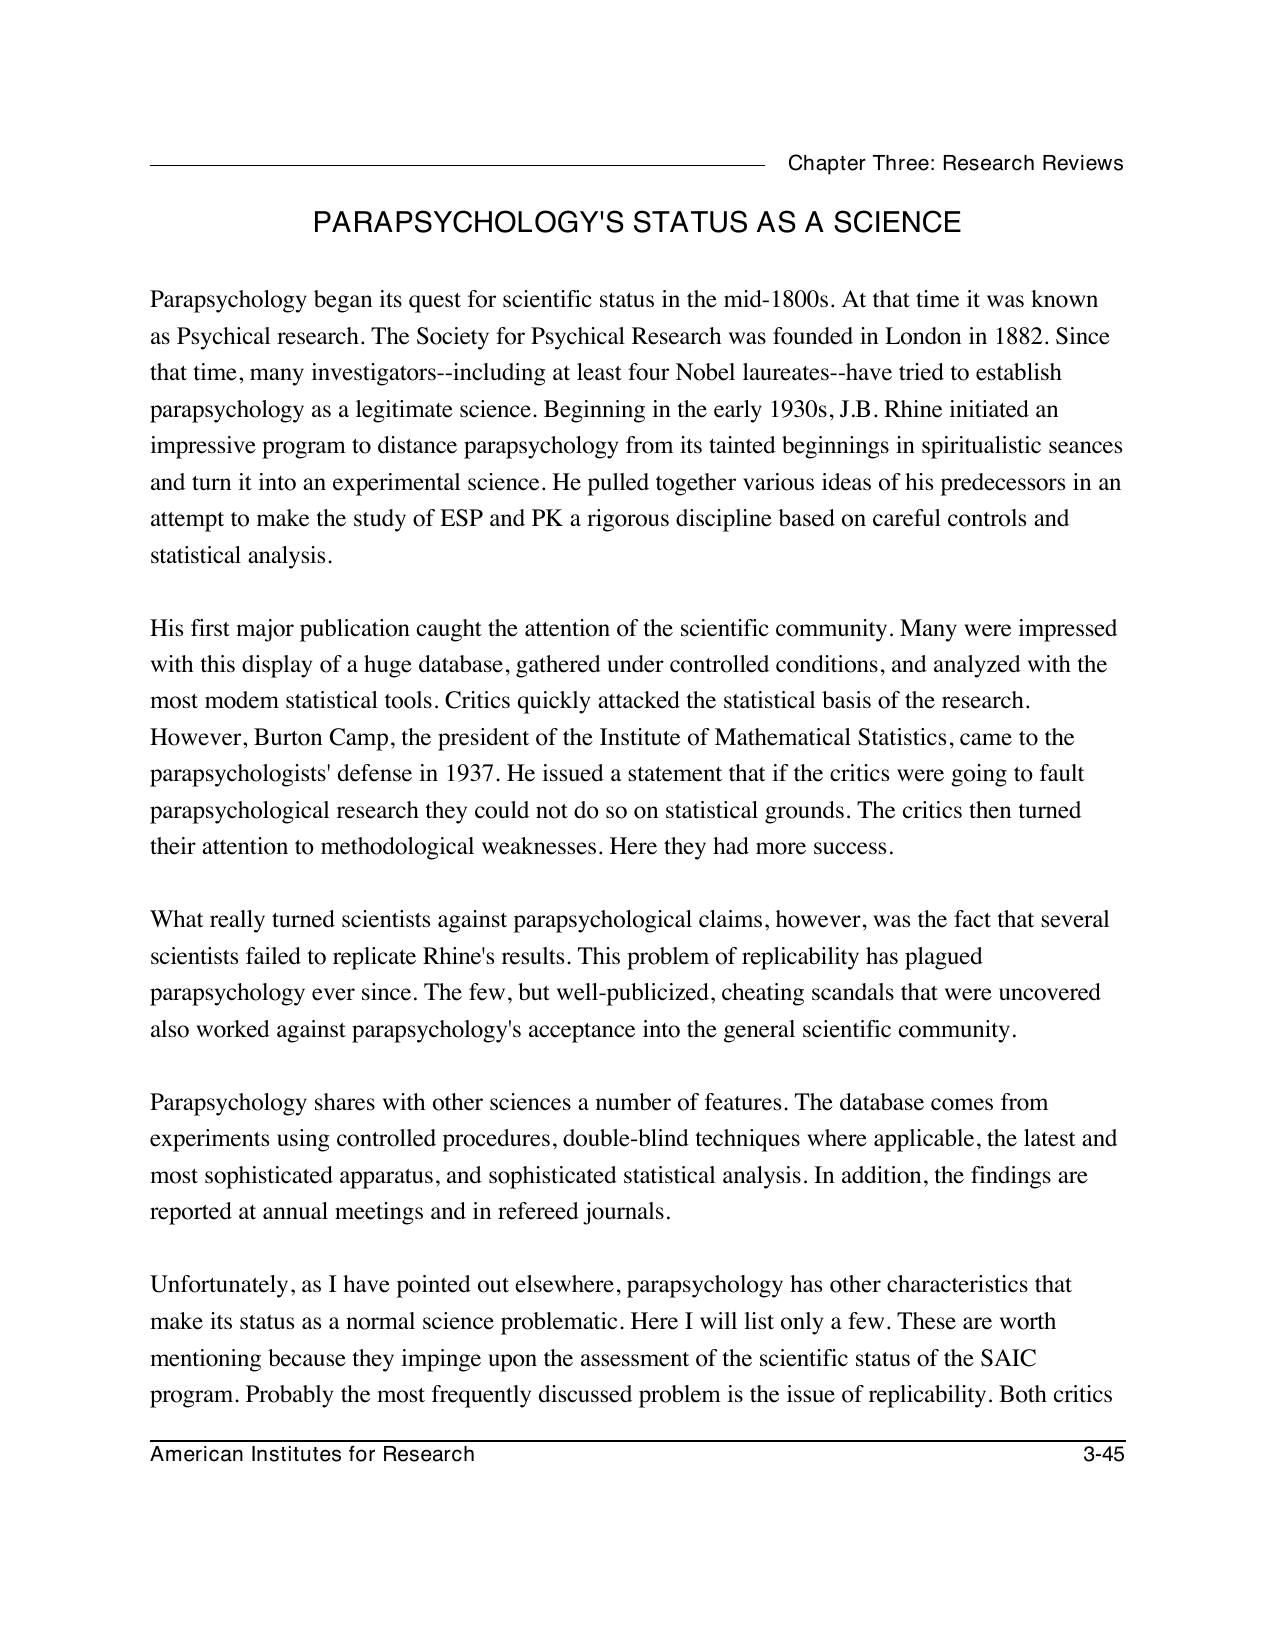 Chapter Three: Research Reviews
PARAPSYCHOLOGY'S STATUS AS A SCIENCE
Parapsychology began its quest for scientific status in the mid-1800s. At that time it was known
as Psychical research. The Society for Psychical Research was founded in London in 1882. Since
that time, many investigators--including at least four Nobel laureates--have tried to establish
parapsychology as a legitimate science. Beginning in the early 1930s, J.B. Rhine initiated an
impressive program to distance parapsychology from its tainted beginnings in spiritualistic seances
and turn it into an experimental science. He pulled together various ideas of his predecessors in an
attempt to make the study of ESP and PK a rigorous discipline based on careful controls and
statistical analysis.
His first major publication caught the attention of the scientific community. Many were impressed
with this display of a huge database, gathered under controlled conditions, and analyzed with the
most modem statistical tools. Critics quickly attacked the statistical basis of the research.
However, Burton Camp, the president of the Institute of Mathematical Statistics, came to the
parapsychologists' defense in 1937. He issued a statement that if the critics were going to fault
parapsychological research they could not do so on statistical grounds. The critics then turned
their attention to methodological weaknesses. Here they had more success.
What really turned scientists against parapsychological claims, however, was the fact that several
scientists failed to replicate Rhine's results. This problem of replicability has plagued
parapsychology ever since. The few, but well-publicized, cheating scandals that were uncovered
also worked against parapsychology's acceptance into the general scientific community.
Parapsychology shares with other sciences a number of features. The database comes from
experiments using controlled procedures, double-blind techniques where applicable, the latest and
most sophisticated apparatus, and sophisticated statistical analysis. In addition, the findings are
reported at annual meetings and in refereed journals.
Unfortunately, as I have pointed out elsewhere, parapsychology has other characteristics that
make its status as a normal science problematic. Here I will list only a few. These are worth
mentioning because they impinge upon the assessment of the scientific status of the SAIC
program. Probably the most frequently discussed problem is the issue of replicability. Both critics
American Institutes for Research 3-45